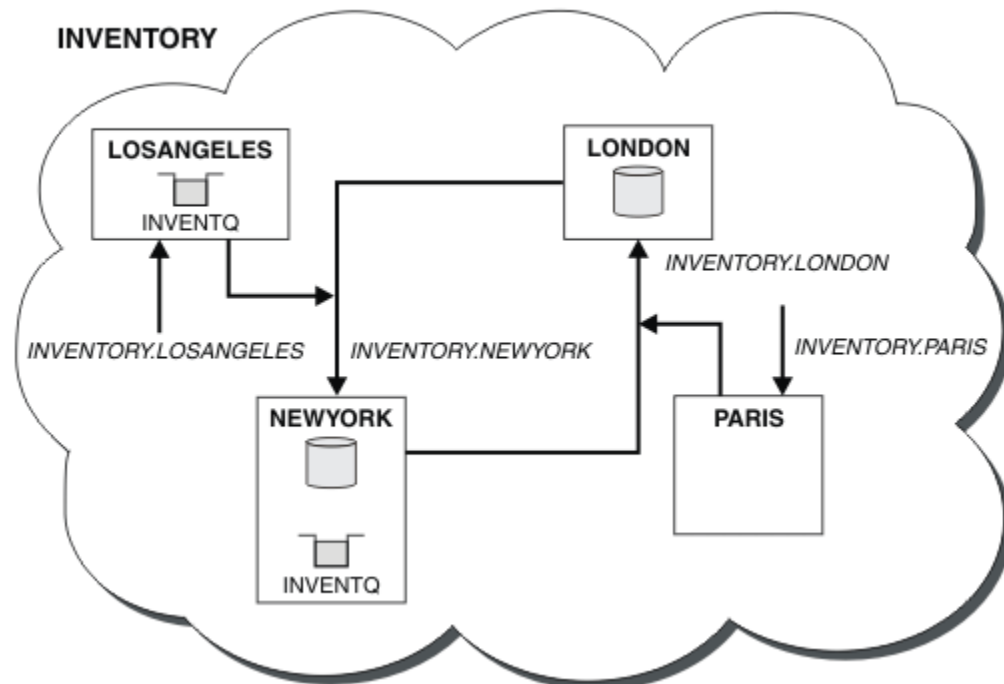 INVENTORY
LOSANGELES
INVENTQ
LONDON
INVENTORY.LONDON
INVENTORY.LOSANGELES
INVENTORY.NEWYORK
INVENTORY.PARIS
NEWYORK
INVENTQ
PARIS